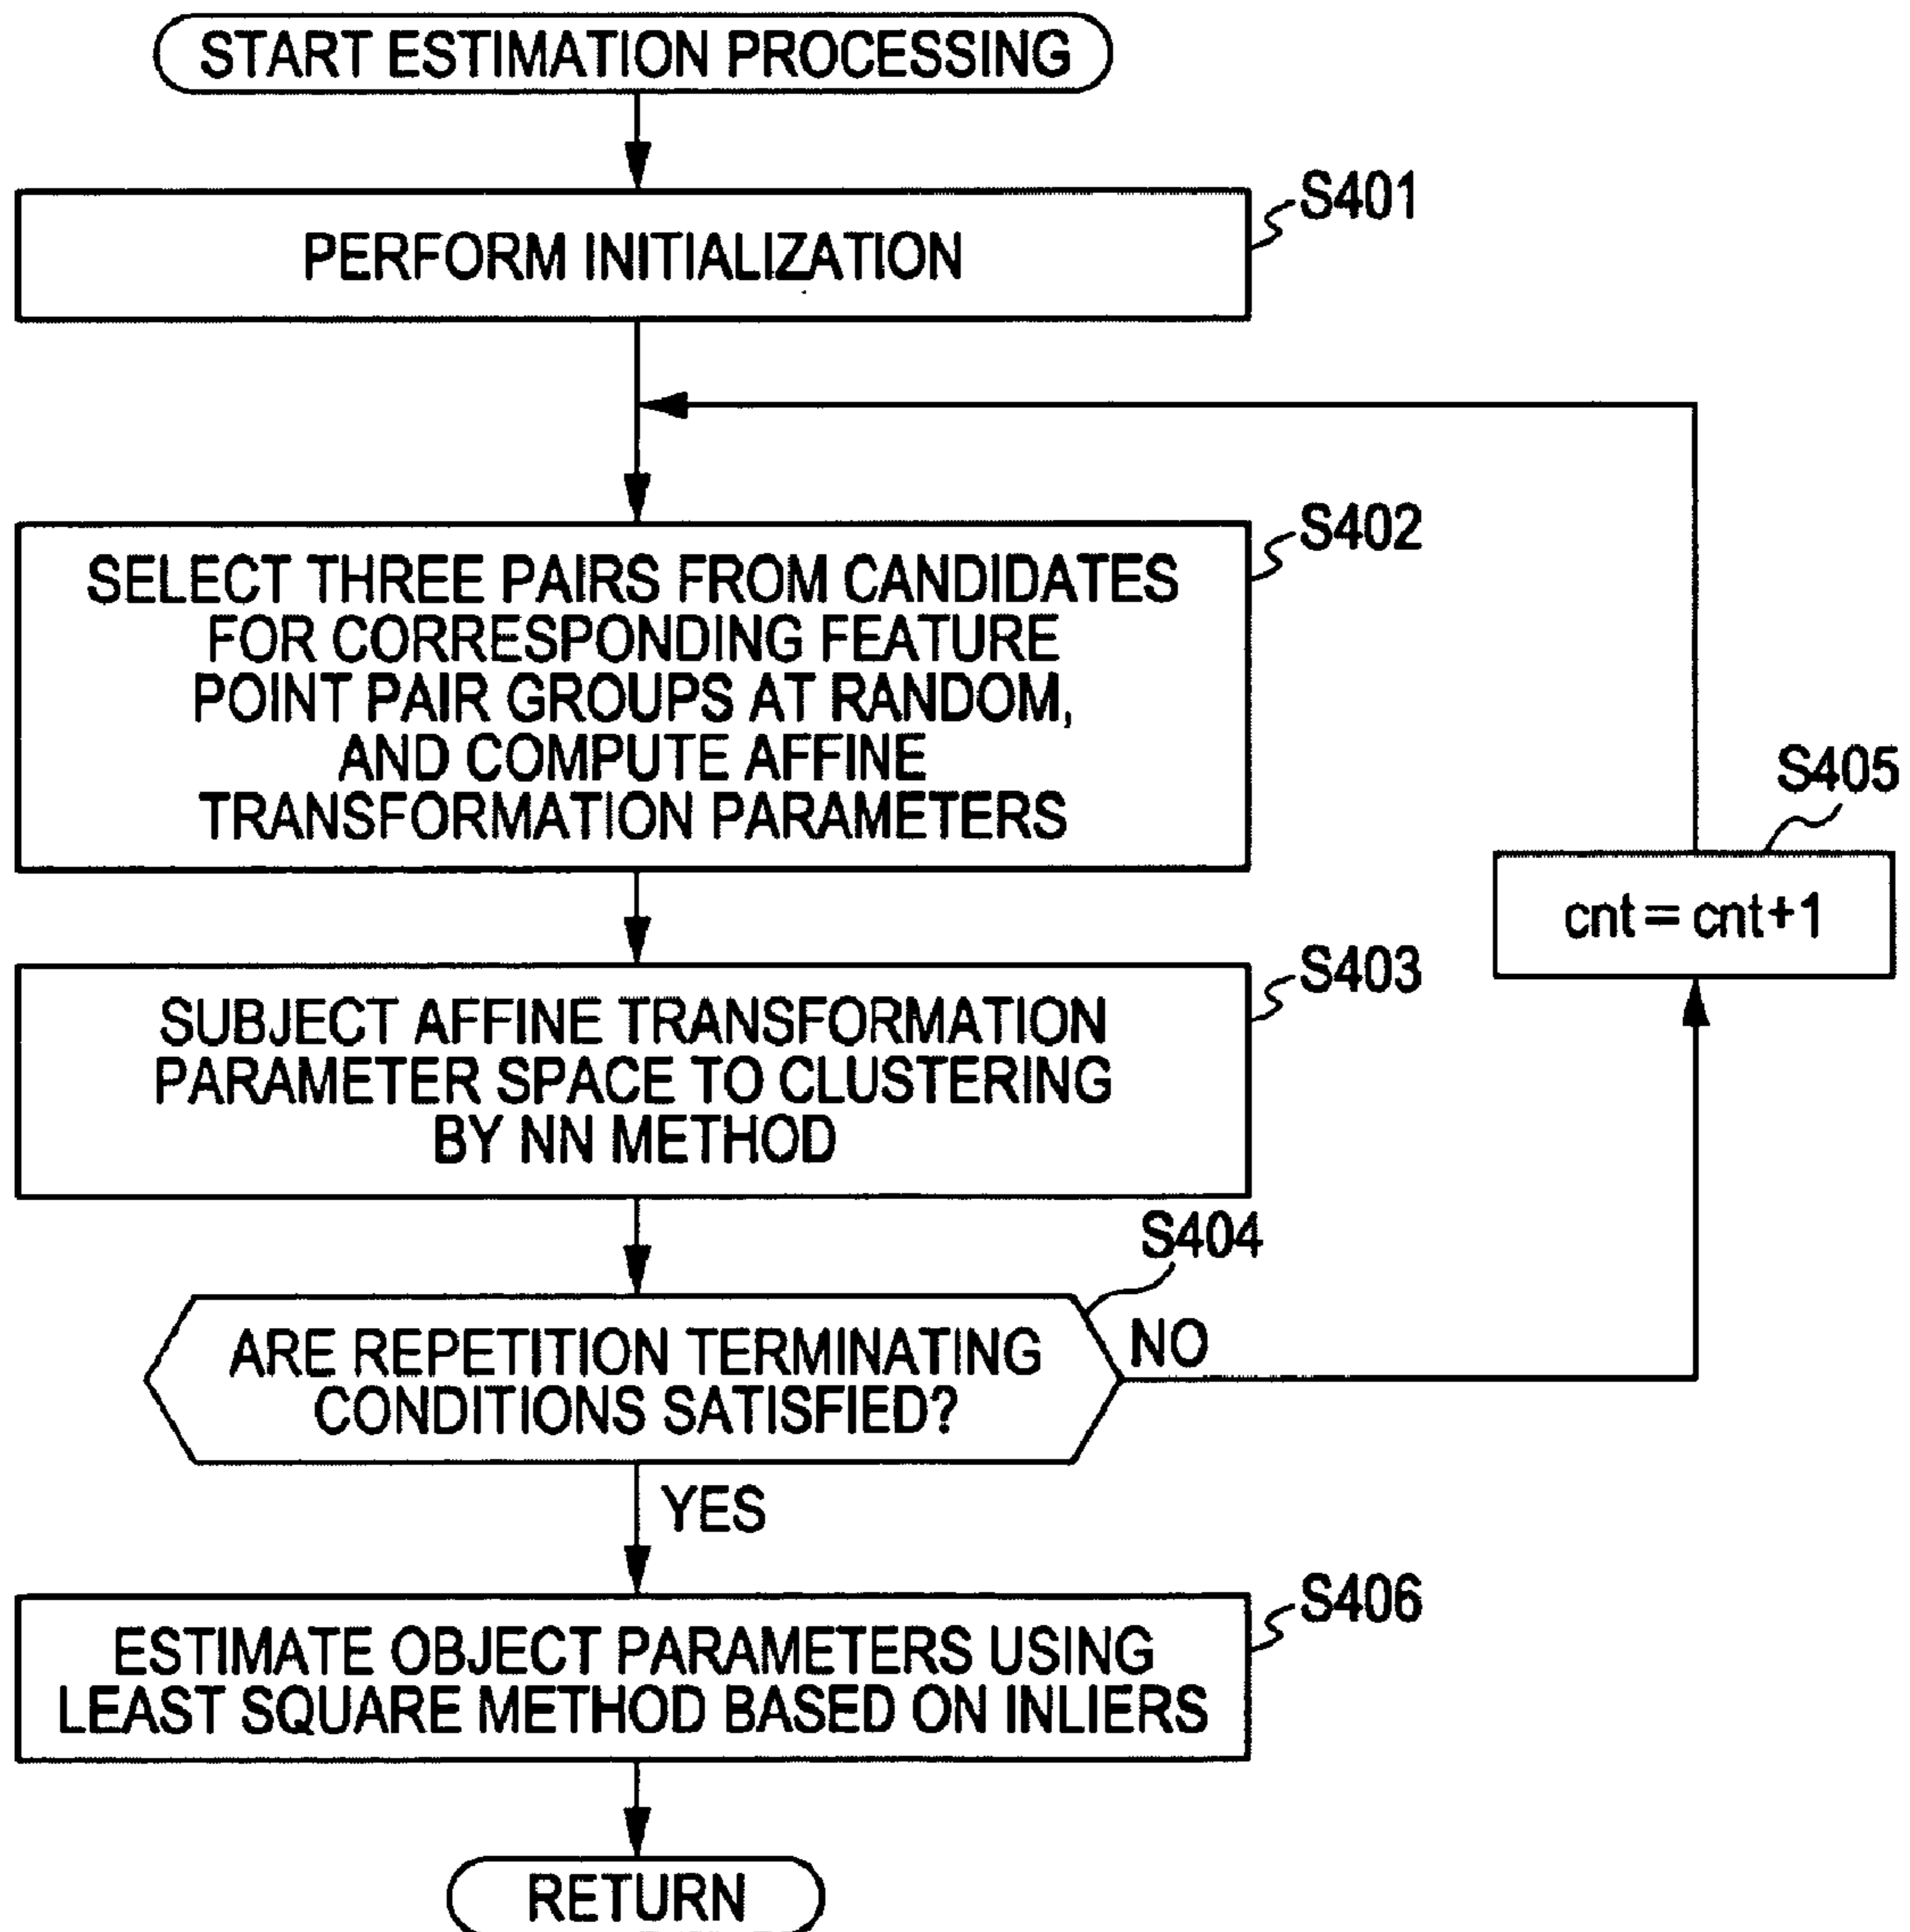 START ESTIMATION PROCESSING
S401
PERFORM INITIALIZATION
S402
SELECT THREE PAIRS FROM CANDIDATES
FOR CORRESPONDING FEATURE
POINT PAIR GROUPS AT RANDOM,
AND COMPUTE AFFINE
TRANSFORMATION PARAMETERS
S405
cnt = cnt+1
S403
SUBJECT AFFINE TRANSFORMATION
PARAMETER SPACE TO CLUSTERING
BY NN METHOD
S404
ARE REPETITION TERMINATING
CONDITIONS SATISFIED?
NO
YES
S406
ESTIMATE OBJECT PARAMETERS USING
LEAST SQUARE METHOD BASED ON INLIERS
RETURN